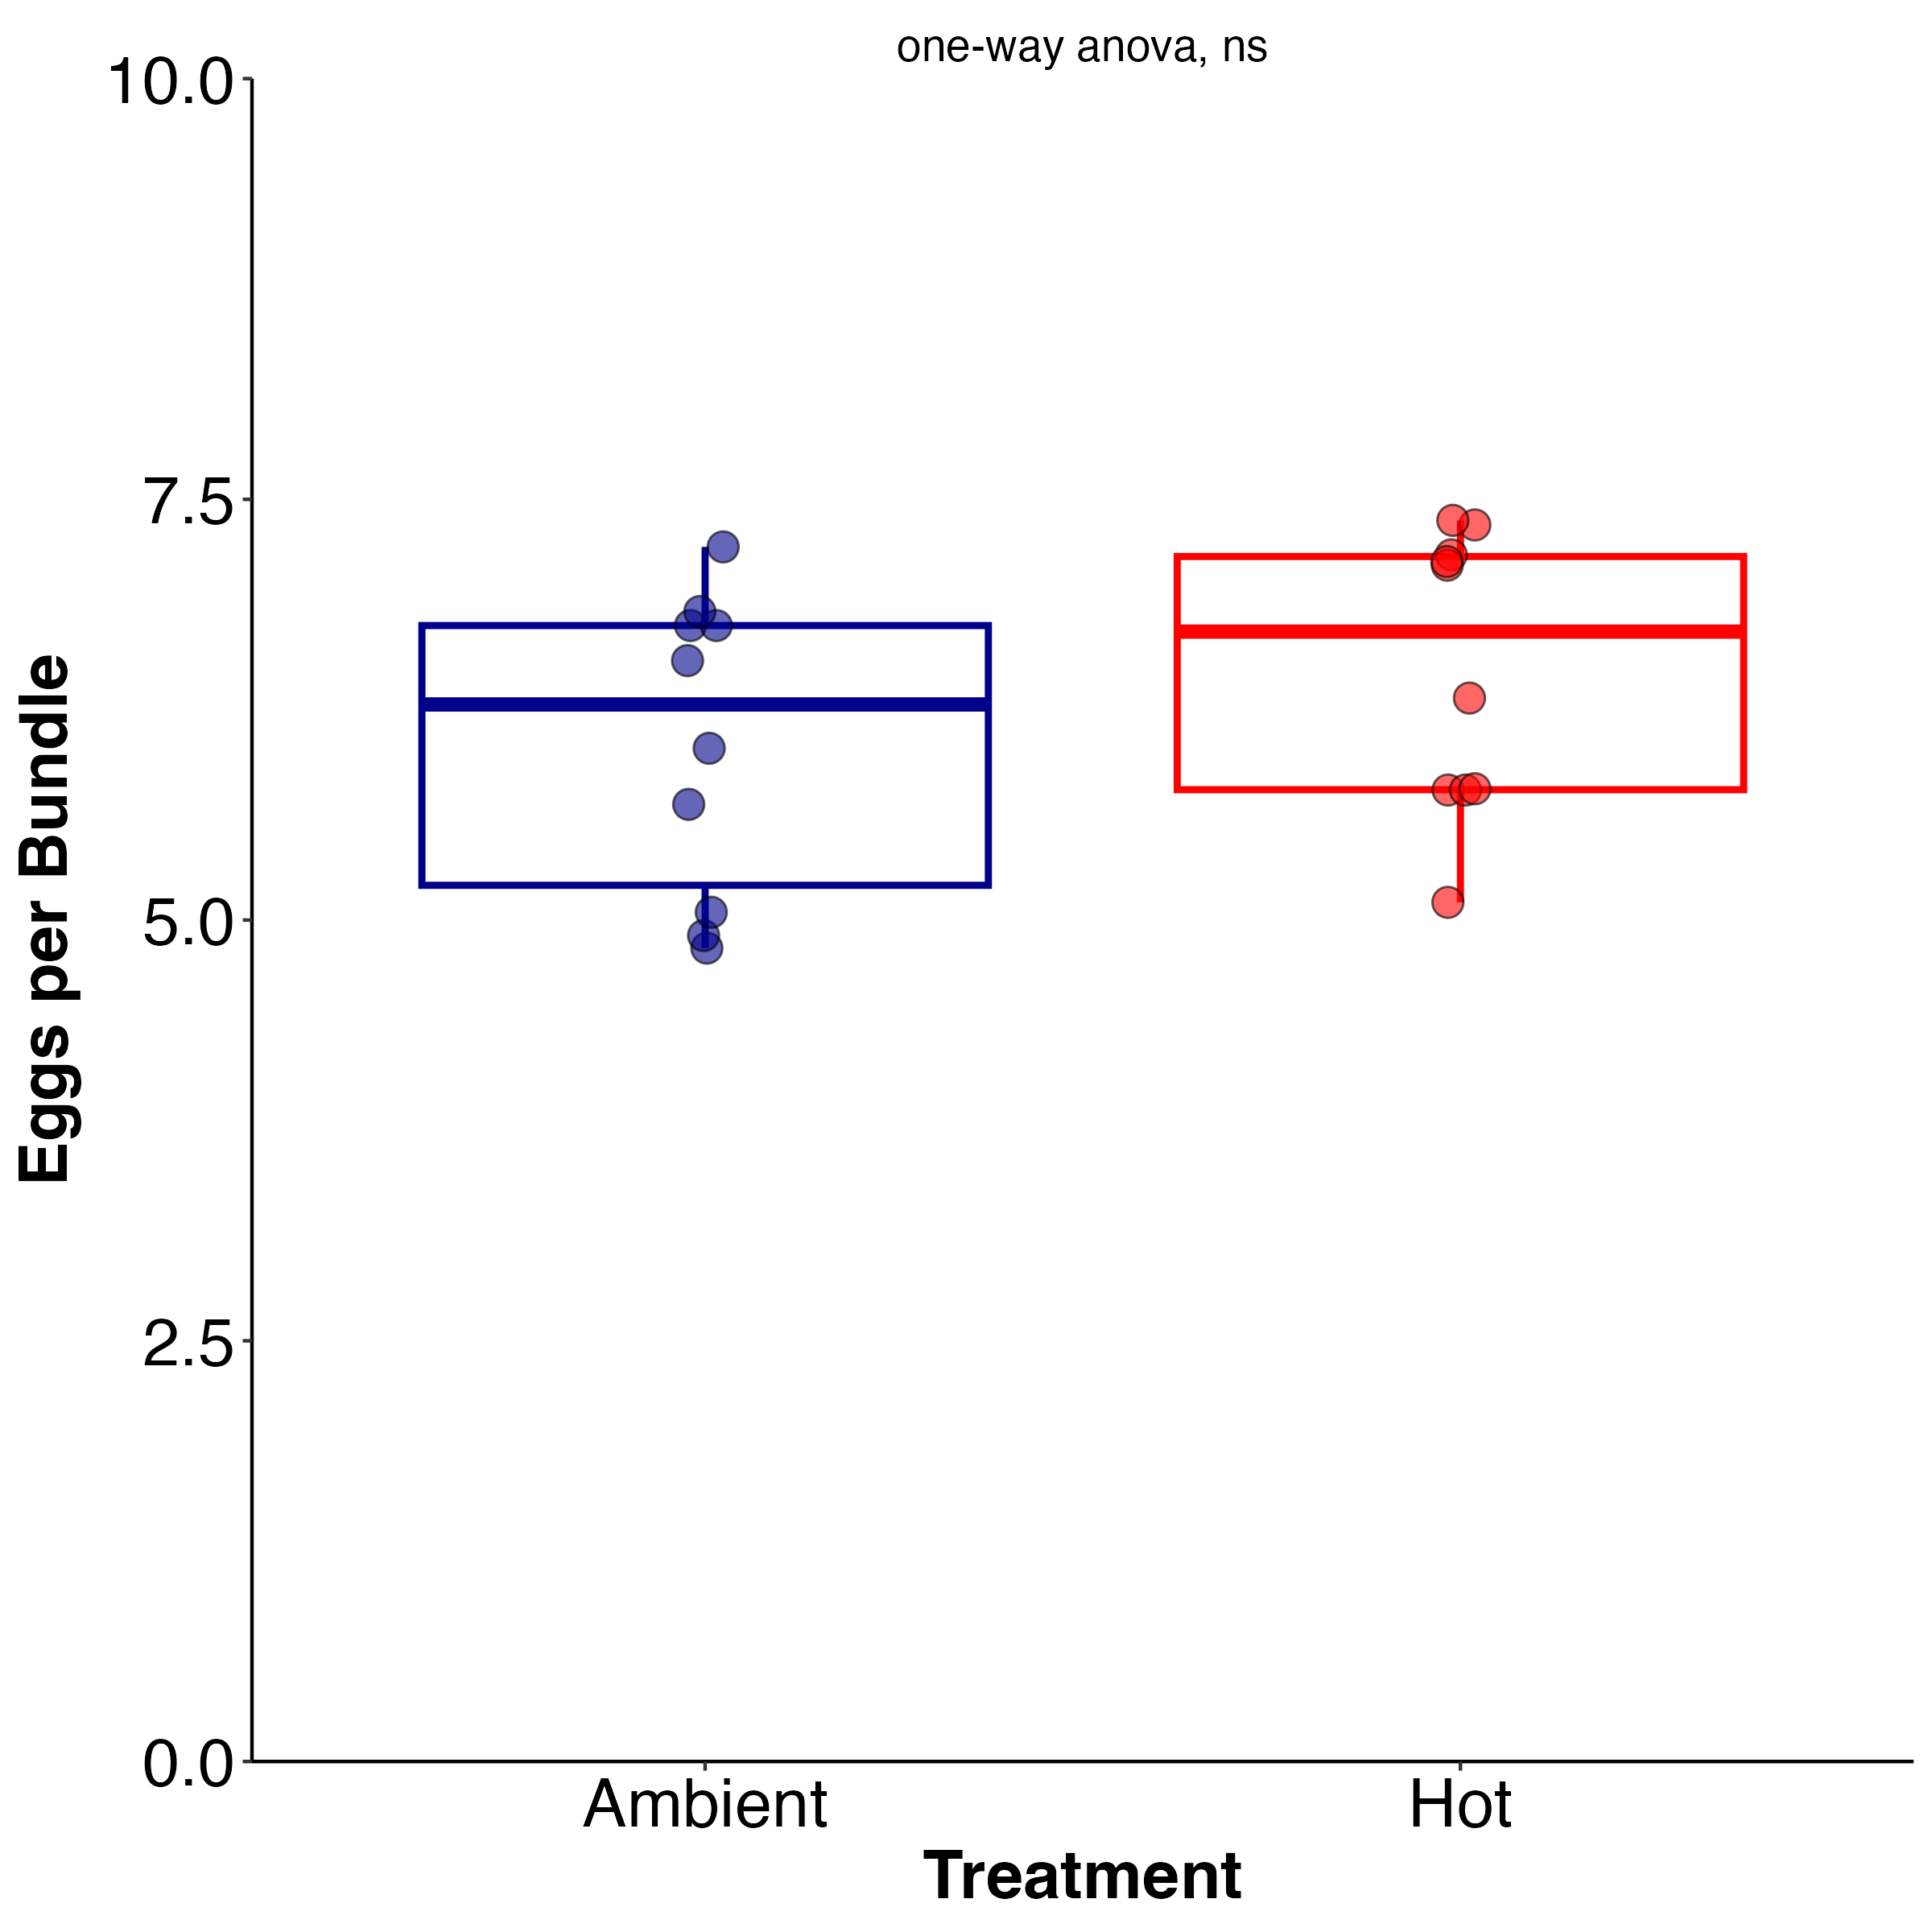 one-way anova, ns
10.0
7.5
5.0
2.5
0.0
Eggs per Bundle
Ambient
Hot
Treatment